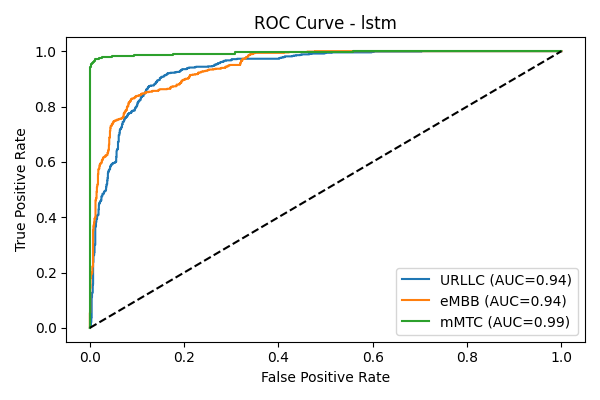 ROC Curve - lstm
True Positive Rate
1.0
0.8
0.6
0.4
0.2
0.0
URLLC (AUC=0.94)
eMBB (AUC=0.94)
mMTC (AUC=0.99)
0.0 0.2 0.4 0.6 0.8 1.0
False Positive Rate